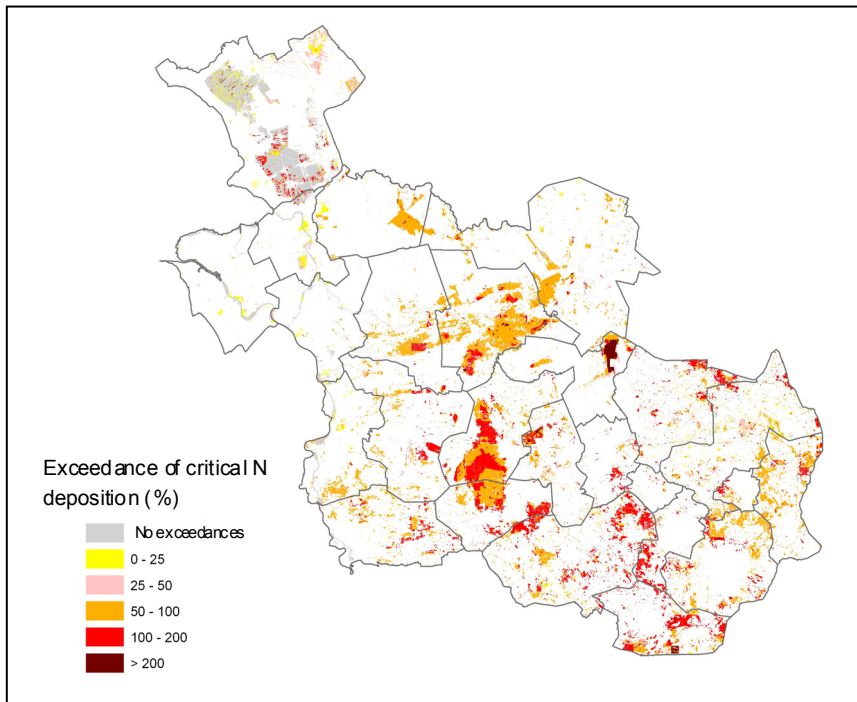 Exceedance of critical N
deposition (%)
No exceedances
0 - 25
25 - 50
50 - 100
100 - 200
> 200